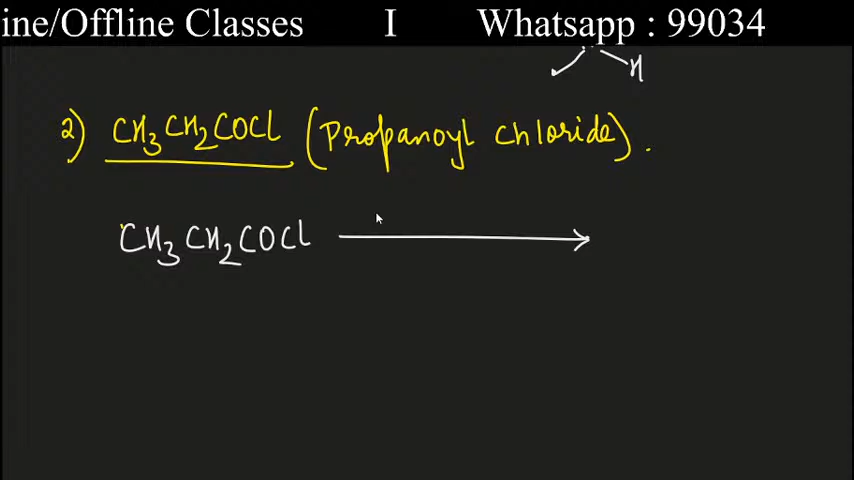 ine/Offline Classes I Whatsapp : 99034
H
2) CH₃CH₂COCl (Propanoyl chloride).
CH₃CH₂COCl ⟶